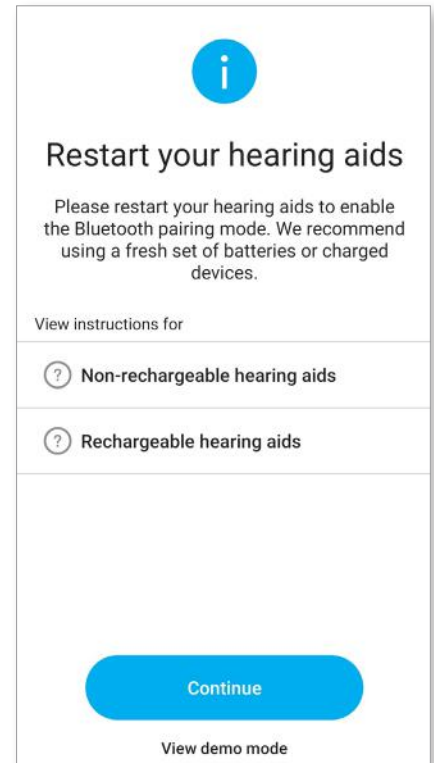 i
Restart your hearing aids
Please restart your hearing aids to enable
the Bluetooth pairing mode. We recommend
using a fresh set of batteries or charged
devices.
View instructions for
? Non-rechargeable hearing aids
? Rechargeable hearing aids
Continue
View demo mode